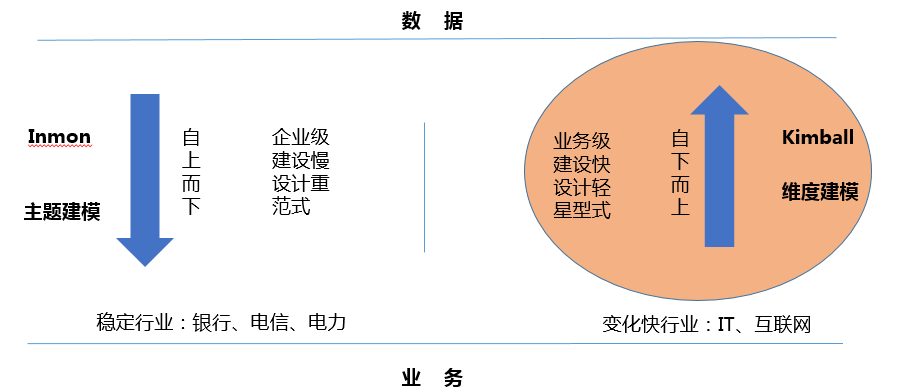 数 据
Inmon
主题建模
自
上
而
下
企业级
建设慢
设计重
范式
业务级
建设快
设计轻
星型式
自
下
而
上
Kimball
维度建模
稳定行业：银行、电信、电力
变化快行业：IT、互联网
业 务